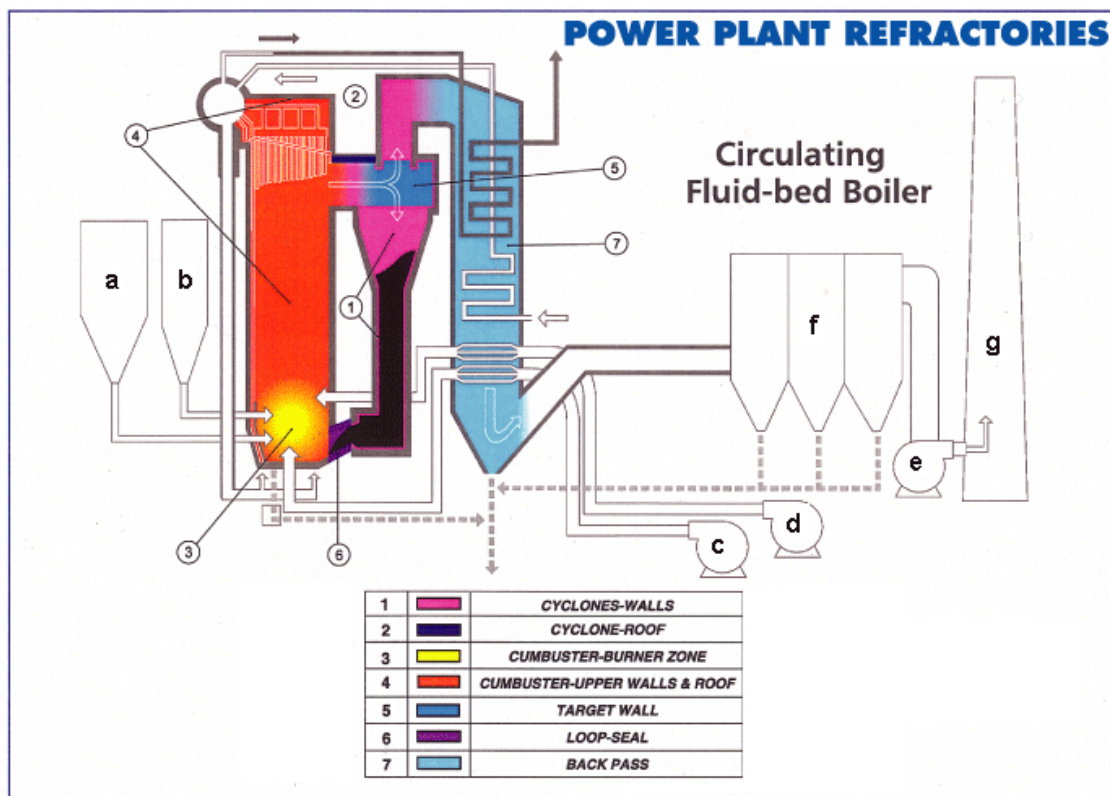 POWER PLANT REFRACTORIES
Circulating
Fluid-bed Boiler
2
4
5
7
a
b
1
f
g
e
d
c
3
6
1 CYCLONES-WALLS
2 CYCLONE-ROOF
3 CUMBUSTER-BURNER ZONE
4 CUMBUSTER-UPPER WALLS & ROOF
5 TARGET WALL
6 LOOP-SEAL
7 BACK PASS